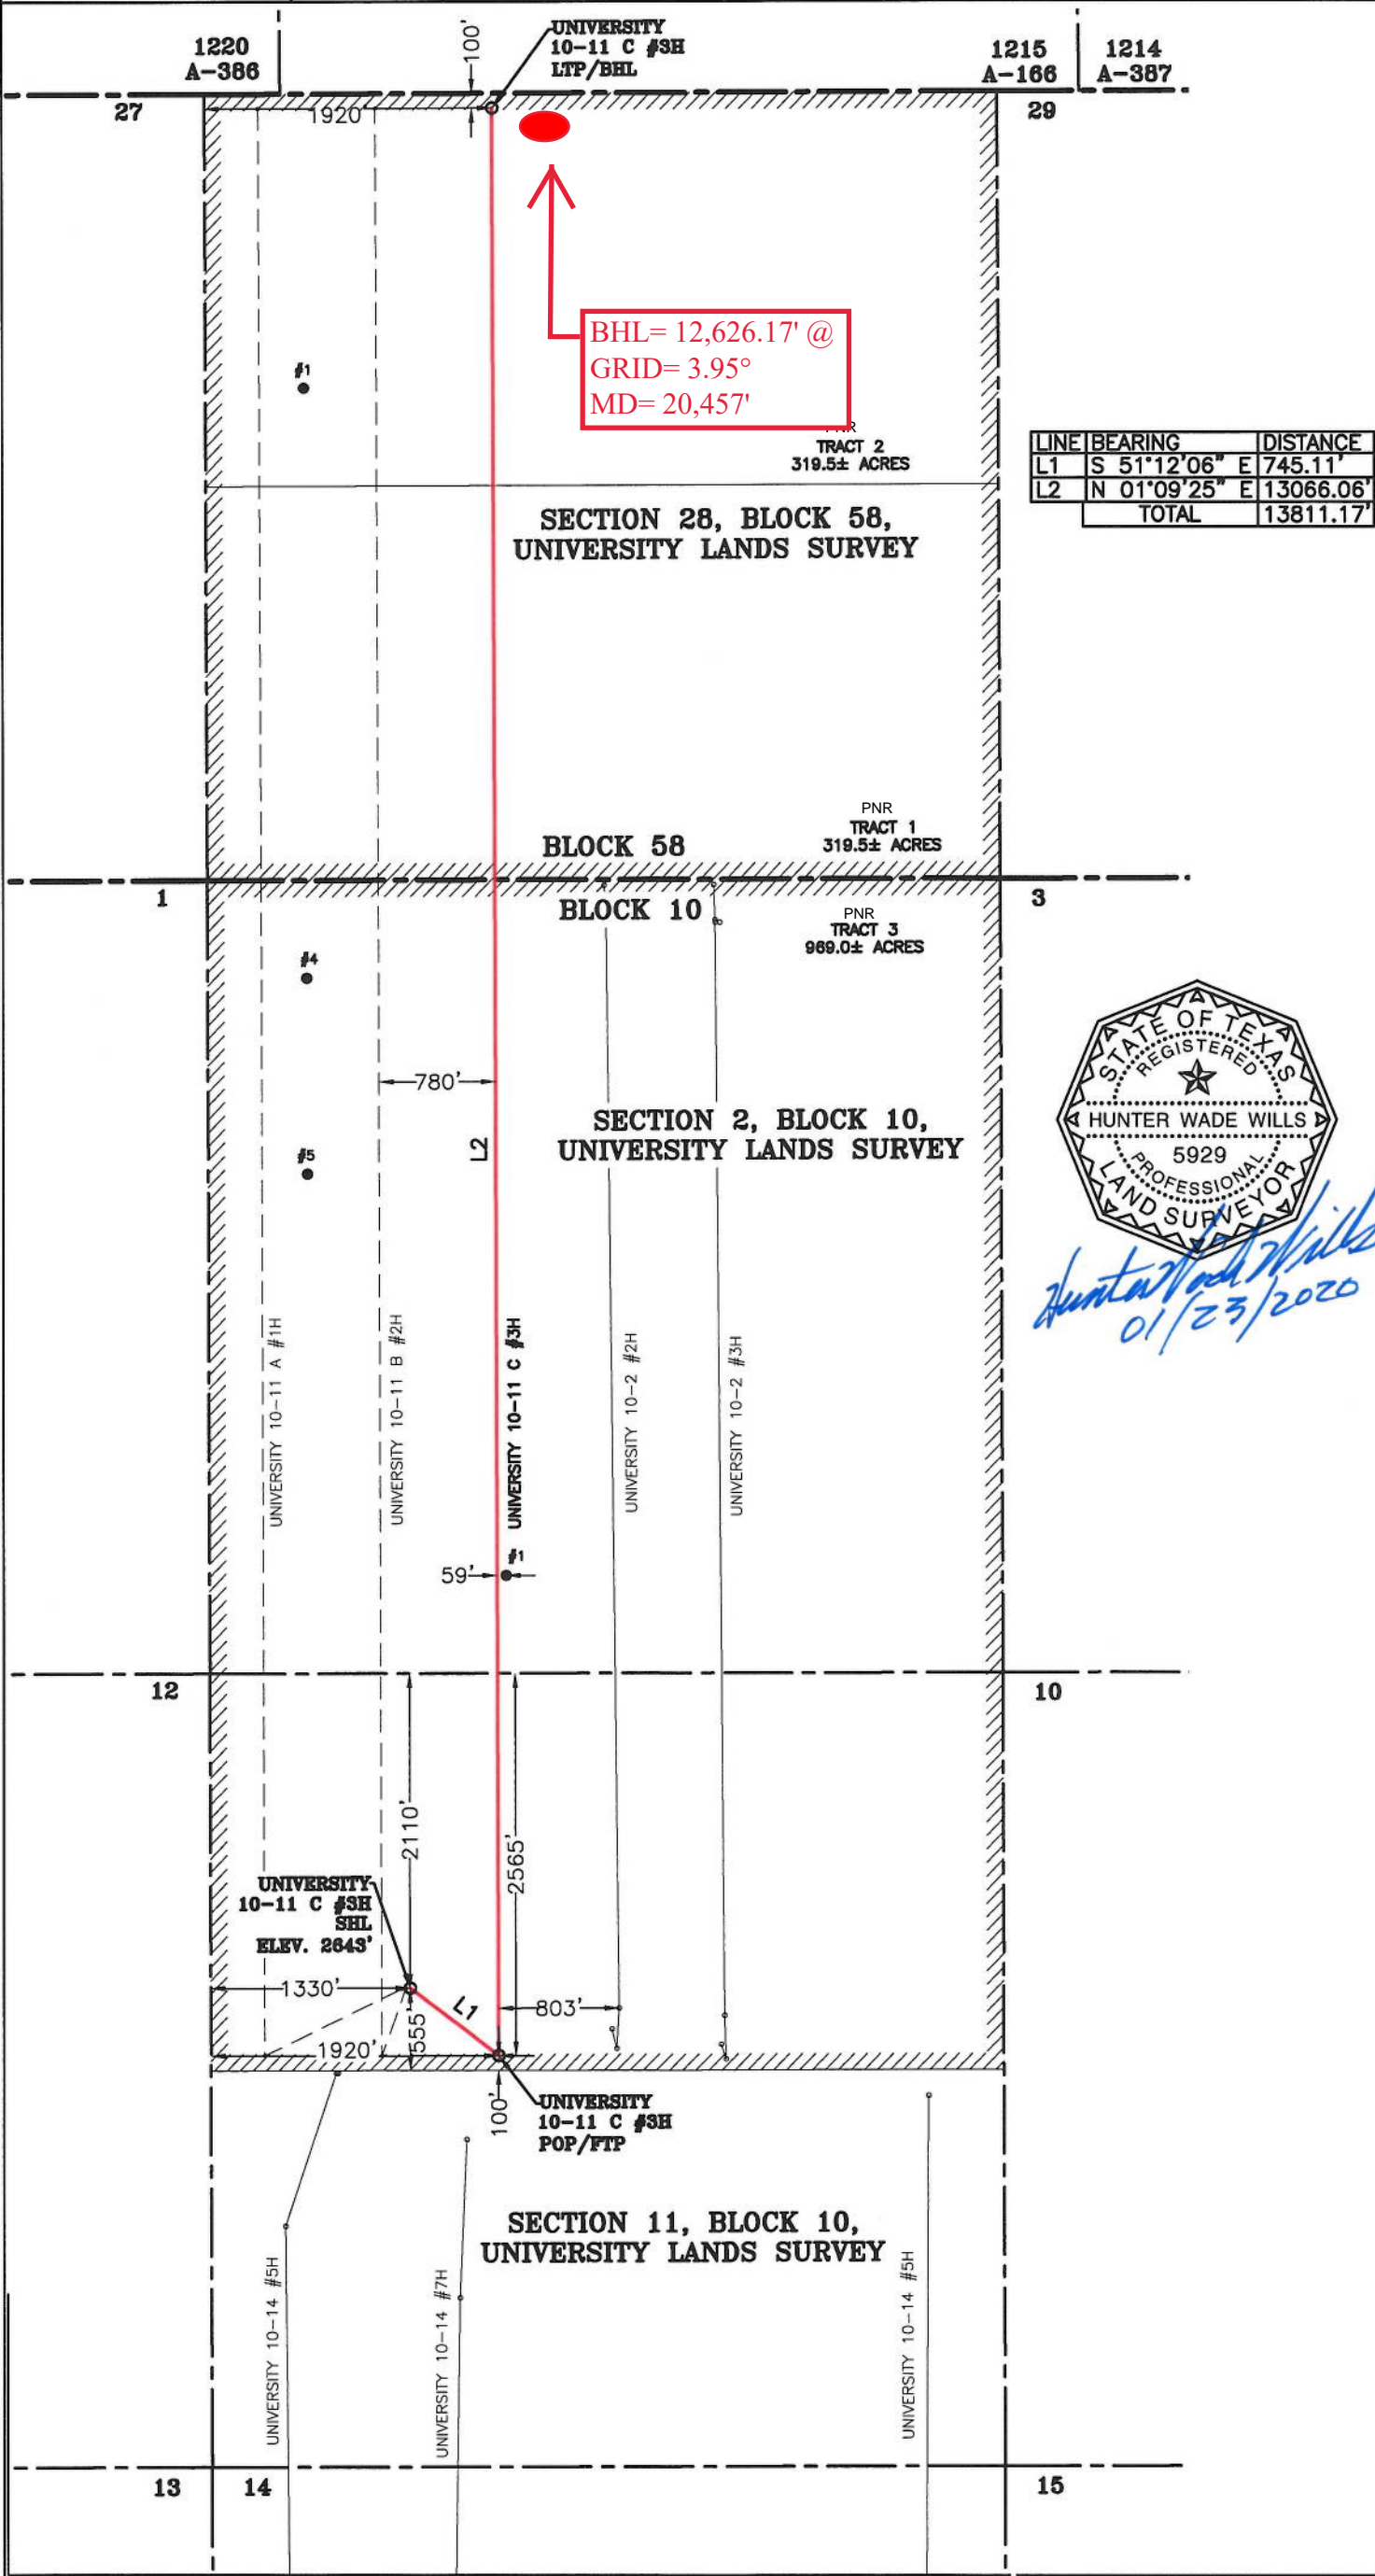 1220
A-386
UNIVERSITY
10-11 C #3H
LTP/BHL
100'
1215
A-166
1214
A-387
27
1920'
29
BHL= 12,626.17' @
GRID= 3.95°
MD= 20,457'
#1
TRACT 2
319.5± ACRES
LINE BEARING DISTANCE
L1 S 51°12'06" E 745.11'
L2 N 01°09'25" E 13066.06'
TOTAL 13811.17'
SECTION 28, BLOCK 58,
UNIVERSITY LANDS SURVEY
PNR
TRACT 1
319.5± ACRES
BLOCK 58
1
3
BLOCK 10
PNR
TRACT 3
969.0± ACRES
#4
780'
L2
SECTION 2, BLOCK 10,
UNIVERSITY LANDS SURVEY
#5
STATE OF TEXAS
REGISTERED
HUNTER WADE WILLS
5929
PROFESSIONAL
LAND SURVEYOR
Hunter Wade Wills
01/23/2020
UNIVERSITY 10-11 A #1H
UNIVERSITY 10-11 B #2H
UNIVERSITY 10-11 C #3H
UNIVERSITY 10-2 #2H
UNIVERSITY 10-2 #3H
#1
59'
12
10
2110'
2565'
UNIVERSITY
10-11 C #3H
SHL
ELEV. 2643'
1330'
L1
803'
555'
1920'
100'
UNIVERSITY
10-11 C #3H
POP/FTP
SECTION 11, BLOCK 10,
UNIVERSITY LANDS SURVEY
UNIVERSITY 10-14 #5H
UNIVERSITY 10-14 #7H
UNIVERSITY 10-14 #5H
13
14
15